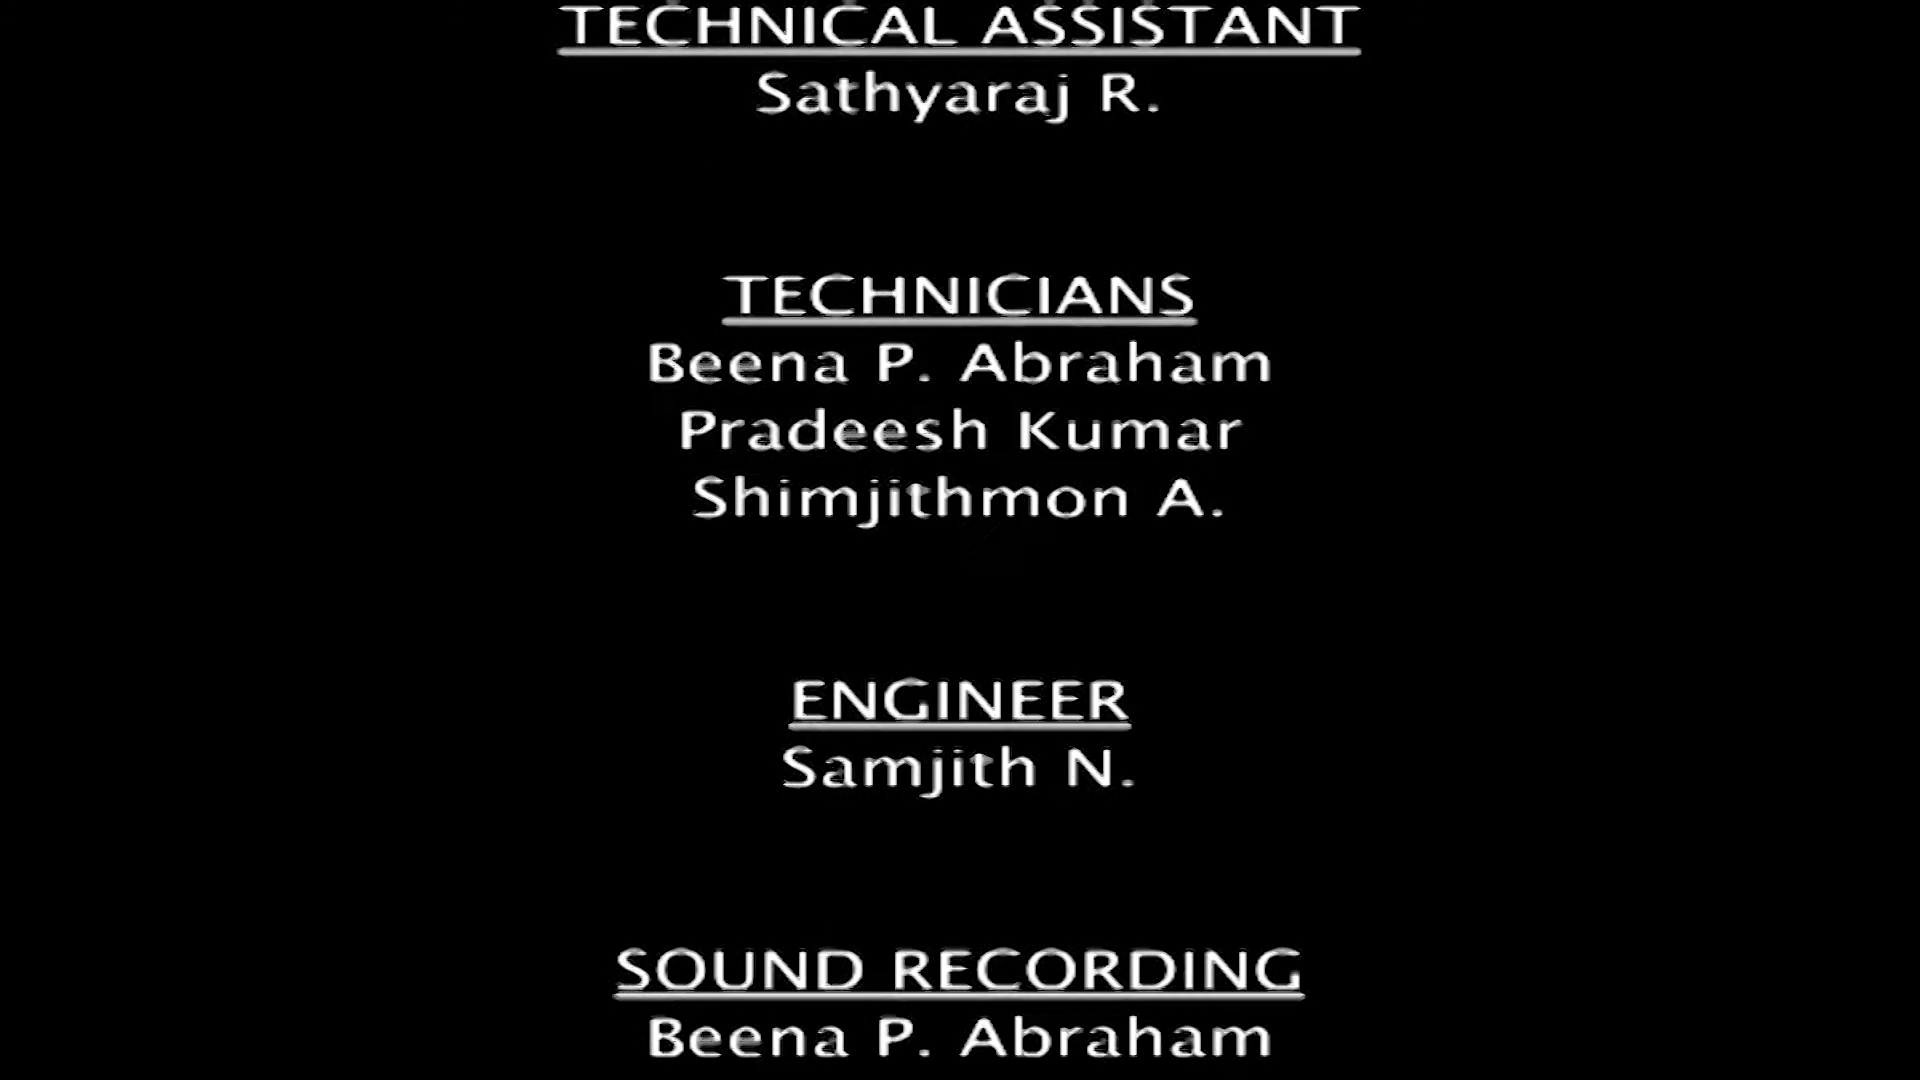 TECHNICAL ASSISTANT
Sathyaraj R.
TECHNICIANS
Beena P. Abraham
Pradeesh Kumar
Shimjithmon A.
ENGINEER
Samjith N.
SOUND RECORDING
Beena P. Abraham